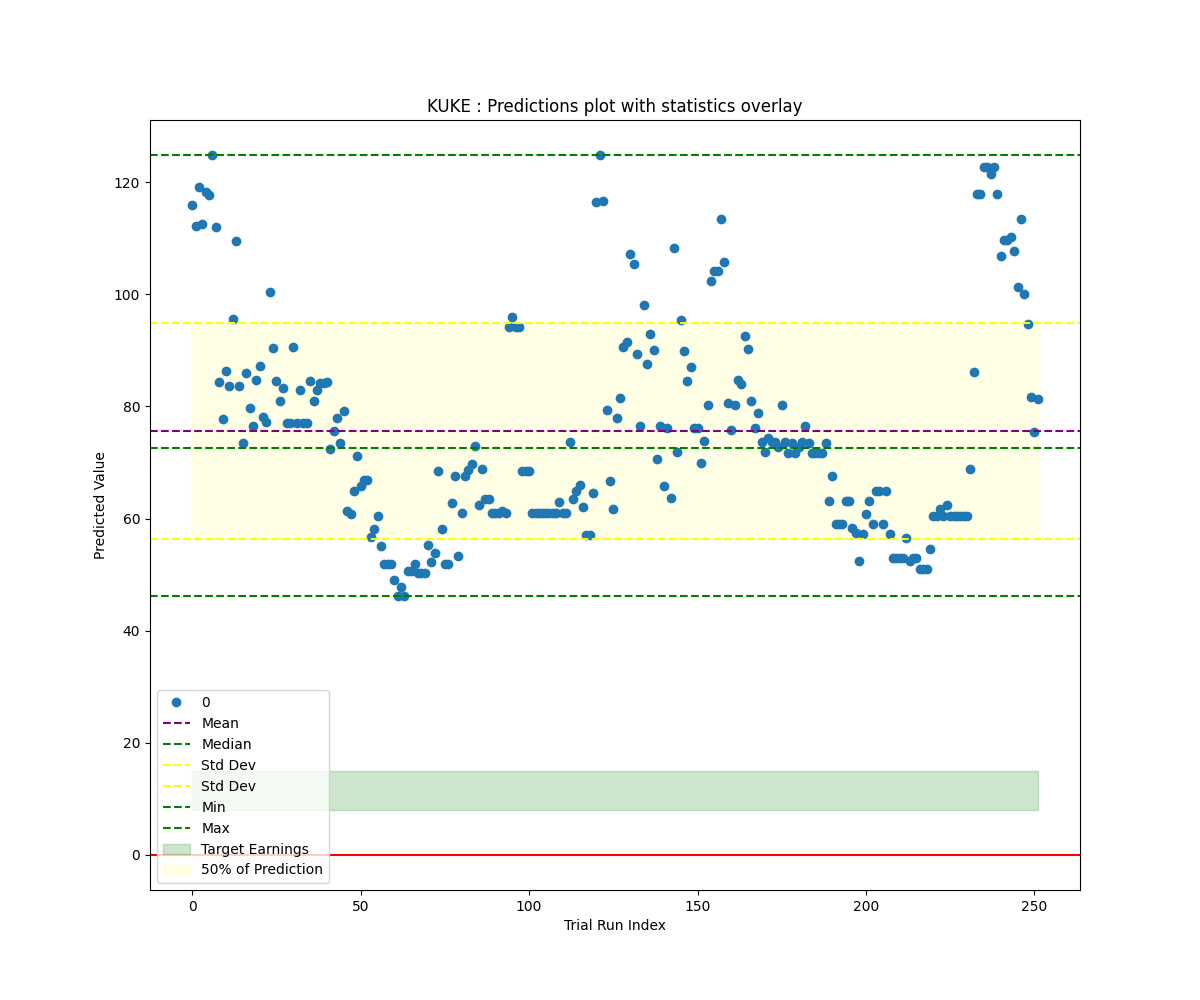 KUKE : Predictions plot with statistics overlay
Predicted Value
120
100
80
60
40
20
0
0
Mean
Median
Std Dev
Std Dev
Min
Max
Target Earnings
50% of Prediction
0
50
100
150
200
250
Trial Run Index